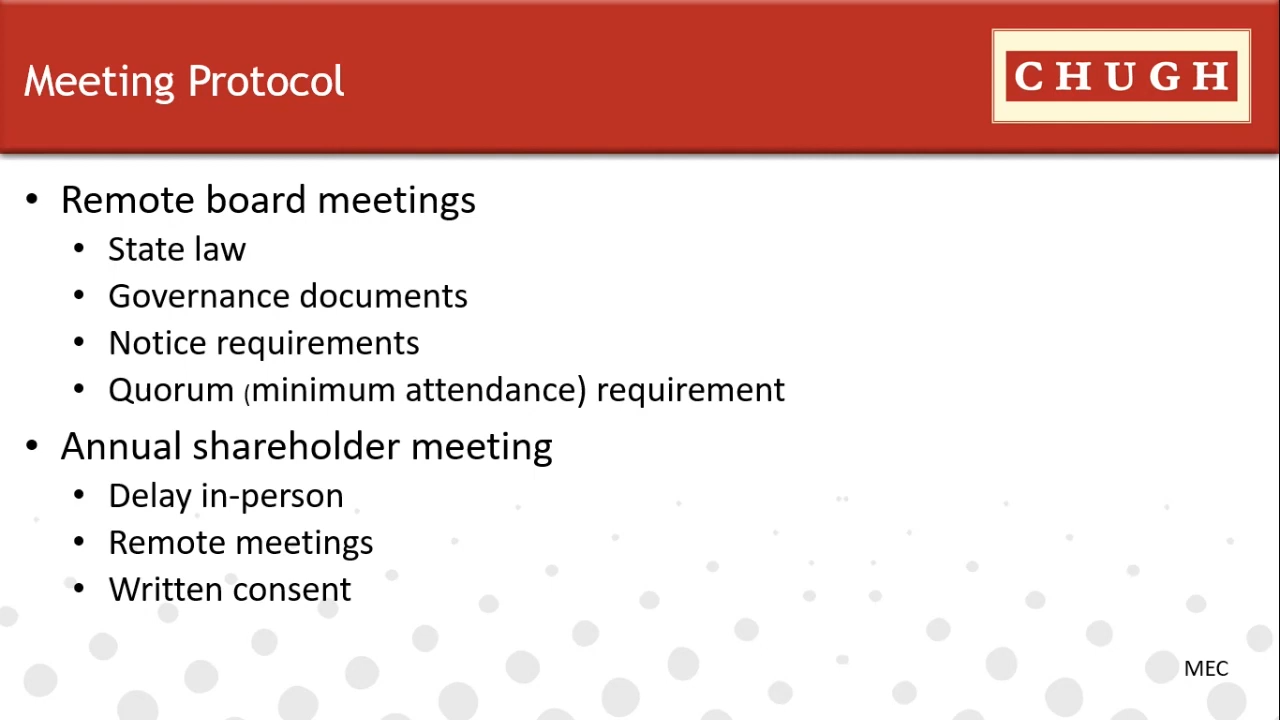 Meeting Protocol
CHUGH
• Remote board meetings
• State law
• Governance documents
• Notice requirements
• Quorum (minimum attendance) requirement
• Annual shareholder meeting
• Delay in-person
• Remote meetings
• Written consent
MEC